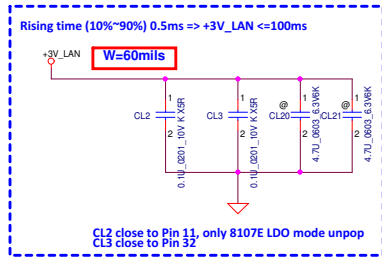 Rising time (10%~90%) 0.5ms => +3V_LAN <=100ms
+3V_LAN
W=60mils
1
CL2
2
0.1U_0201_10V K X5R
1
CL3
2
0.1U_0201_10V K X5R
@
1
CL20
2
4.7U_0603_6.3V6K
@
1
CL21
2
4.7U_0603_6.3V6K
CL2 close to Pin 11, only 8107E LDO mode unpop
CL3 close to Pin 32